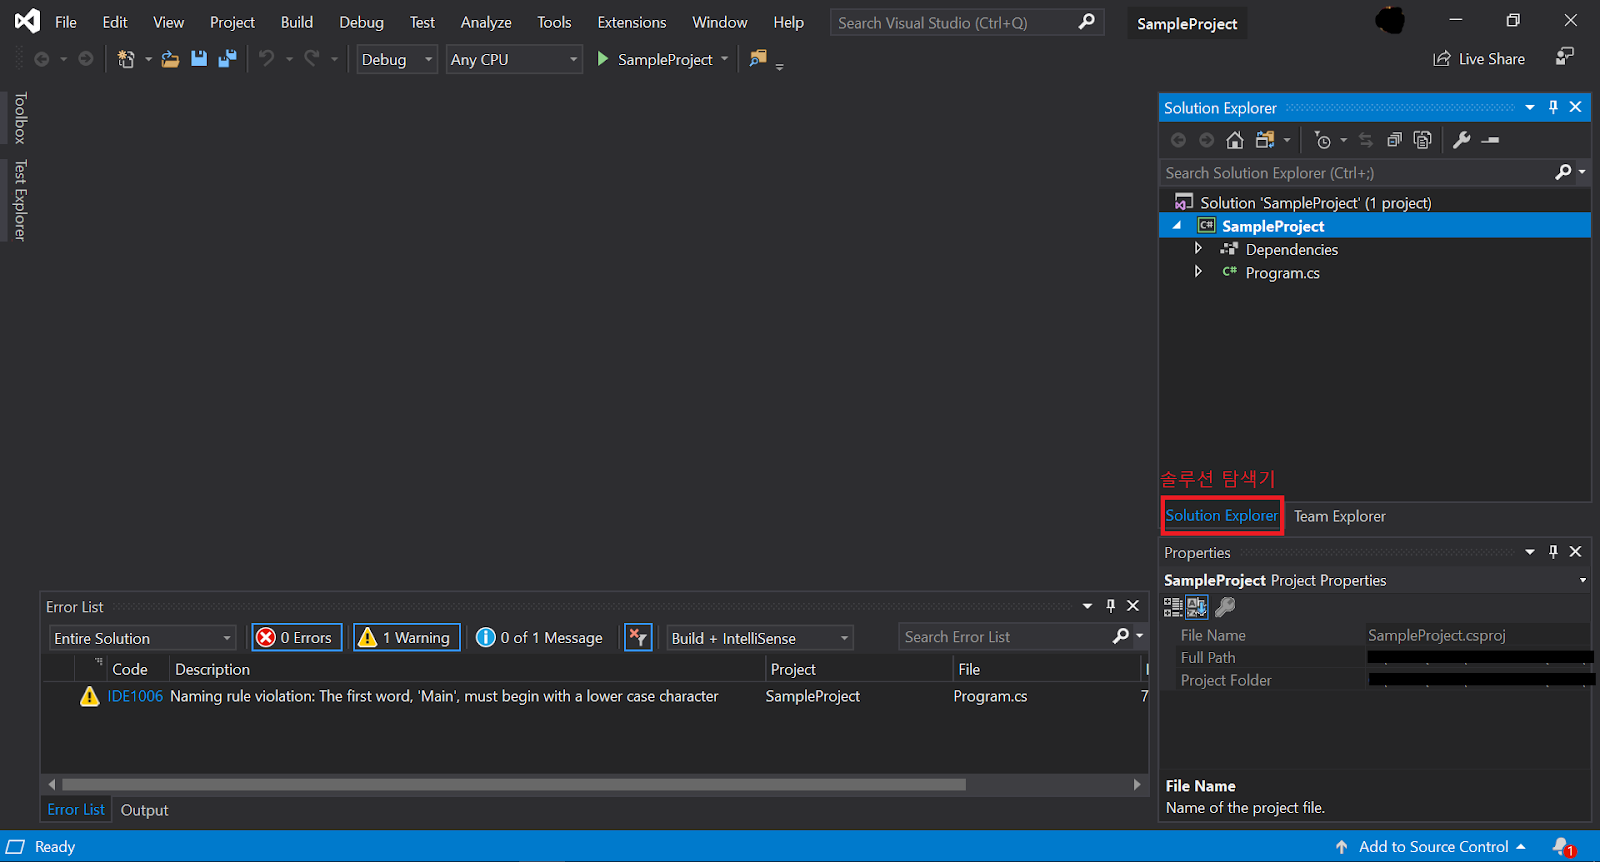 File Edit View Project Build Debug Test Analyze Tools Extensions Window Help Search Visual Studio (Ctrl+Q) SampleProject
Debug Any CPU SampleProject Live Share
Toolbox
Test Explorer
Solution Explorer
Search Solution Explorer (Ctrl+;)
Solution 'SampleProject' (1 project)
C# SampleProject
Dependencies
C# Program.cs
솔루션 탐색기
Solution Explorer Team Explorer
Properties
SampleProject Project Properties
File Name SampleProject.csproj
Full Path
Project Folder
File Name
Name of the project file.
Error List
Entire Solution 0 Errors 1 Warning 0 of 1 Message Build + IntelliSense Search Error List
Code Description Project File
IDE1006 Naming rule violation: The first word, 'Main', must begin with a lower case character SampleProject Program.cs 7
Error List Output
Ready Add to Source Control 1